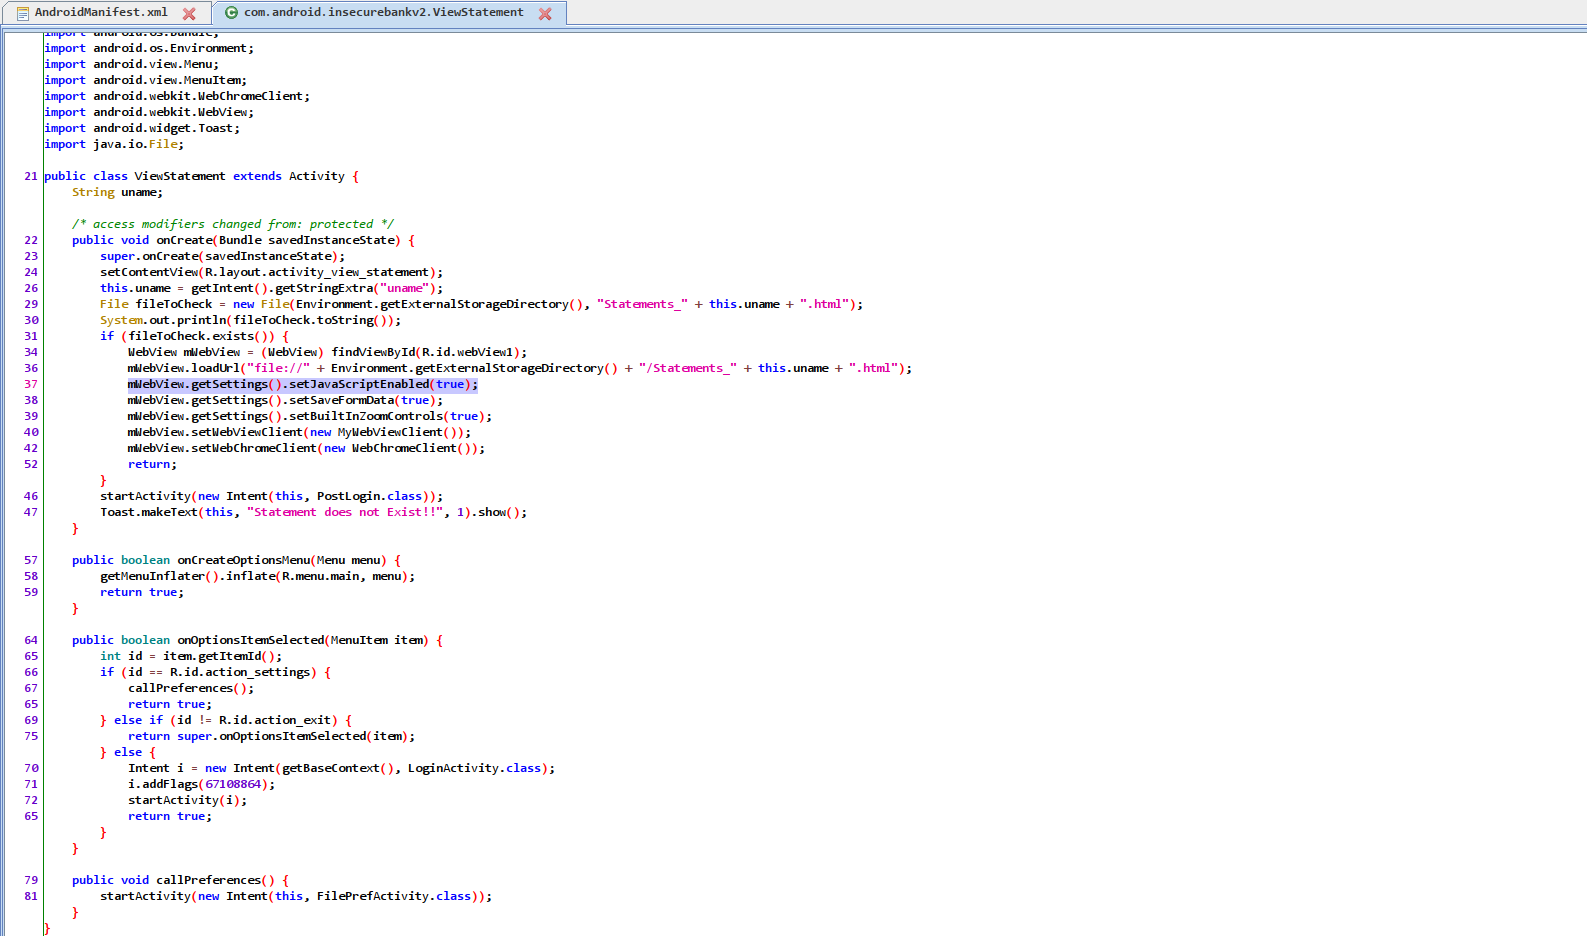 AndroidManifest.xml com.android.insecurebankv2.ViewStatement
import android.os.Bundle;
import android.os.Environment;
import android.view.Menu;
import android.view.MenuItem;
import android.webkit.WebChromeClient;
import android.webkit.WebView;
import android.widget.Toast;
import java.io.File;
21 public class ViewStatement extends Activity {
String uname;
/* access modifiers changed from: protected */
22 public void onCreate(Bundle savedInstanceState) {
23 super.onCreate(savedInstanceState);
24 setContentView(R.layout.activity_view_statement);
26 this.uname = getIntent().getStringExtra("uname");
29 File fileToCheck = new File(Environment.getExternalStorageDirectory(), "Statements_" + this.uname + ".html");
30 System.out.println(fileToCheck.toString());
31 if (fileToCheck.exists()) {
34 WebView mWebView = (WebView) findViewById(R.id.webView1);
36 mWebView.loadUrl("file://" + Environment.getExternalStorageDirectory() + "/Statements_" + this.uname + ".html");
37 mWebView.getSettings().setJavaScriptEnabled(true);
38 mWebView.getSettings().setSaveFormData(true);
39 mWebView.getSettings().setBuiltInZoomControls(true);
40 mWebView.setWebViewClient(new MyWebViewClient());
42 mWebView.setWebChromeClient(new WebChromeClient());
52 return;
}
46 startActivity(new Intent(this, PostLogin.class));
47 Toast.makeText(this, "Statement does not Exist!!", 1).show();
}
57 public boolean onCreateOptionsMenu(Menu menu) {
58 getMenuInflater().inflate(R.menu.main, menu);
59 return true;
}
64 public boolean onOptionsItemSelected(MenuItem item) {
65 int id = item.getItemId();
66 if (id == R.id.action_settings) {
67 callPreferences();
65 return true;
69 } else if (id != R.id.action_exit) {
75 return super.onOptionsItemSelected(item);
} else {
70 Intent i = new Intent(getBaseContext(), LoginActivity.class);
71 i.addFlags(67108864);
72 startActivity(i);
65 return true;
}
}
79 public void callPreferences() {
81 startActivity(new Intent(this, FilePrefActivity.class));
}
}